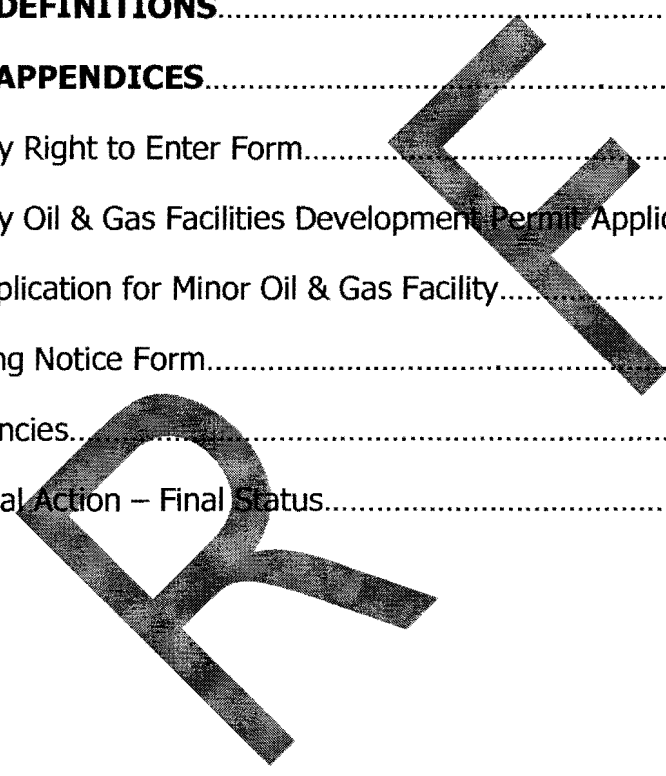 DEFINITIONS
APPENDICES
y Right to Enter Form
y Oil & Gas Facilities Development Permit Applic
plication for Minor Oil & Gas Facility
ng Notice Form
ncies
al Action – Final Status
R
F